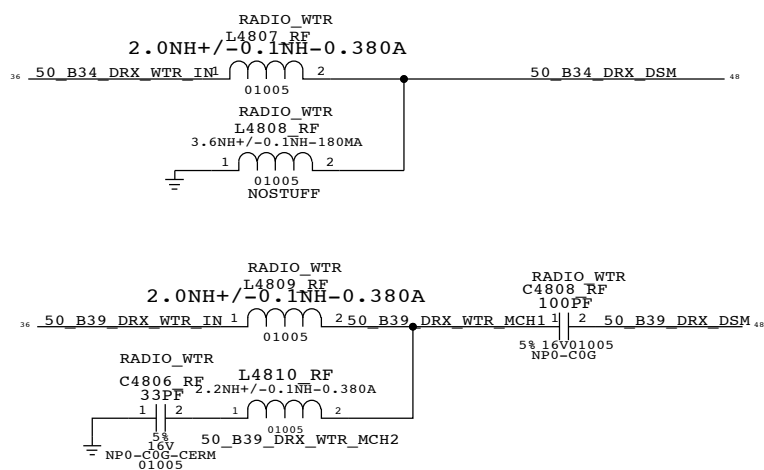 RADIO_WTR
L4807_RF
2.0NH+/-0.1NH-0.380A
36 50_B34_DRX_WTR_IN 1 2 50_B34_DRX_DSM 48
01005
RADIO_WTR
L4808_RF
3.6NH+/-0.1NH-180MA
1 2
01005
NOSTUFF
RADIO_WTR
L4809_RF
2.0NH+/-0.1NH-0.380A
RADIO_WTR
C4808_RF
100PF
36 50_B39_DRX_WTR_IN 1 2 50_B39_DRX_WTR_MCH1 1 2 50_B39_DRX_DSM 48
01005
5% 16V 01005
NP0-C0G
RADIO_WTR
C4806_RF
33PF
L4810_RF
2.2NH+/-0.1NH-0.380A
1 2 1 2
01005
5%
16V
NP0-C0G-CERM
01005
50_B39_DRX_WTR_MCH2